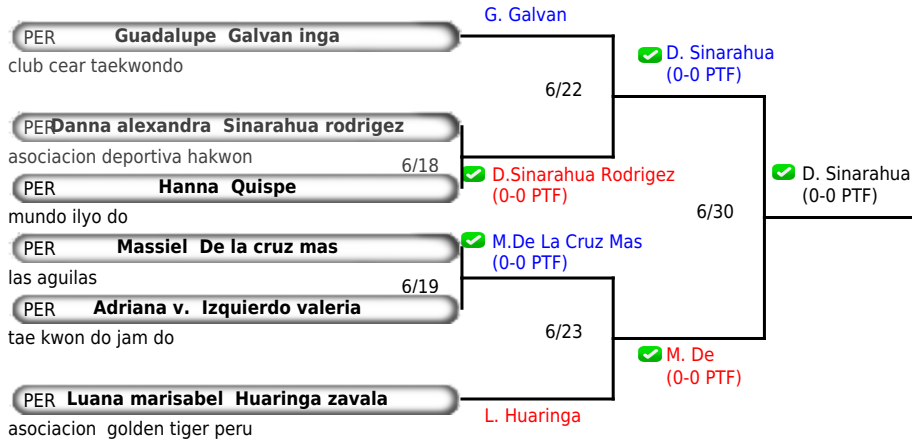 G. Galvan
PER Guadalupe Galvan inga
club cear taekwondo
D. Sinarahua
(0-0 PTF)
6/22
PER Danna alexandra Sinarahua rodrigez
asociacion deportiva hakwon
6/18
D.Sinarahua Rodrigez
(0-0 PTF)
D. Sinarahua
(0-0 PTF)
PER Hanna Quispe
mundo ilyo do
6/30
PER Massiel De la cruz mas
M.De La Cruz Mas
(0-0 PTF)
las aguilas
6/19
PER Adriana v. Izquierdo valeria
tae kwon do jam do
6/23
M. De
(0-0 PTF)
PER Luana marisabel Huaringa zavala
L. Huaringa
asociacion golden tiger peru